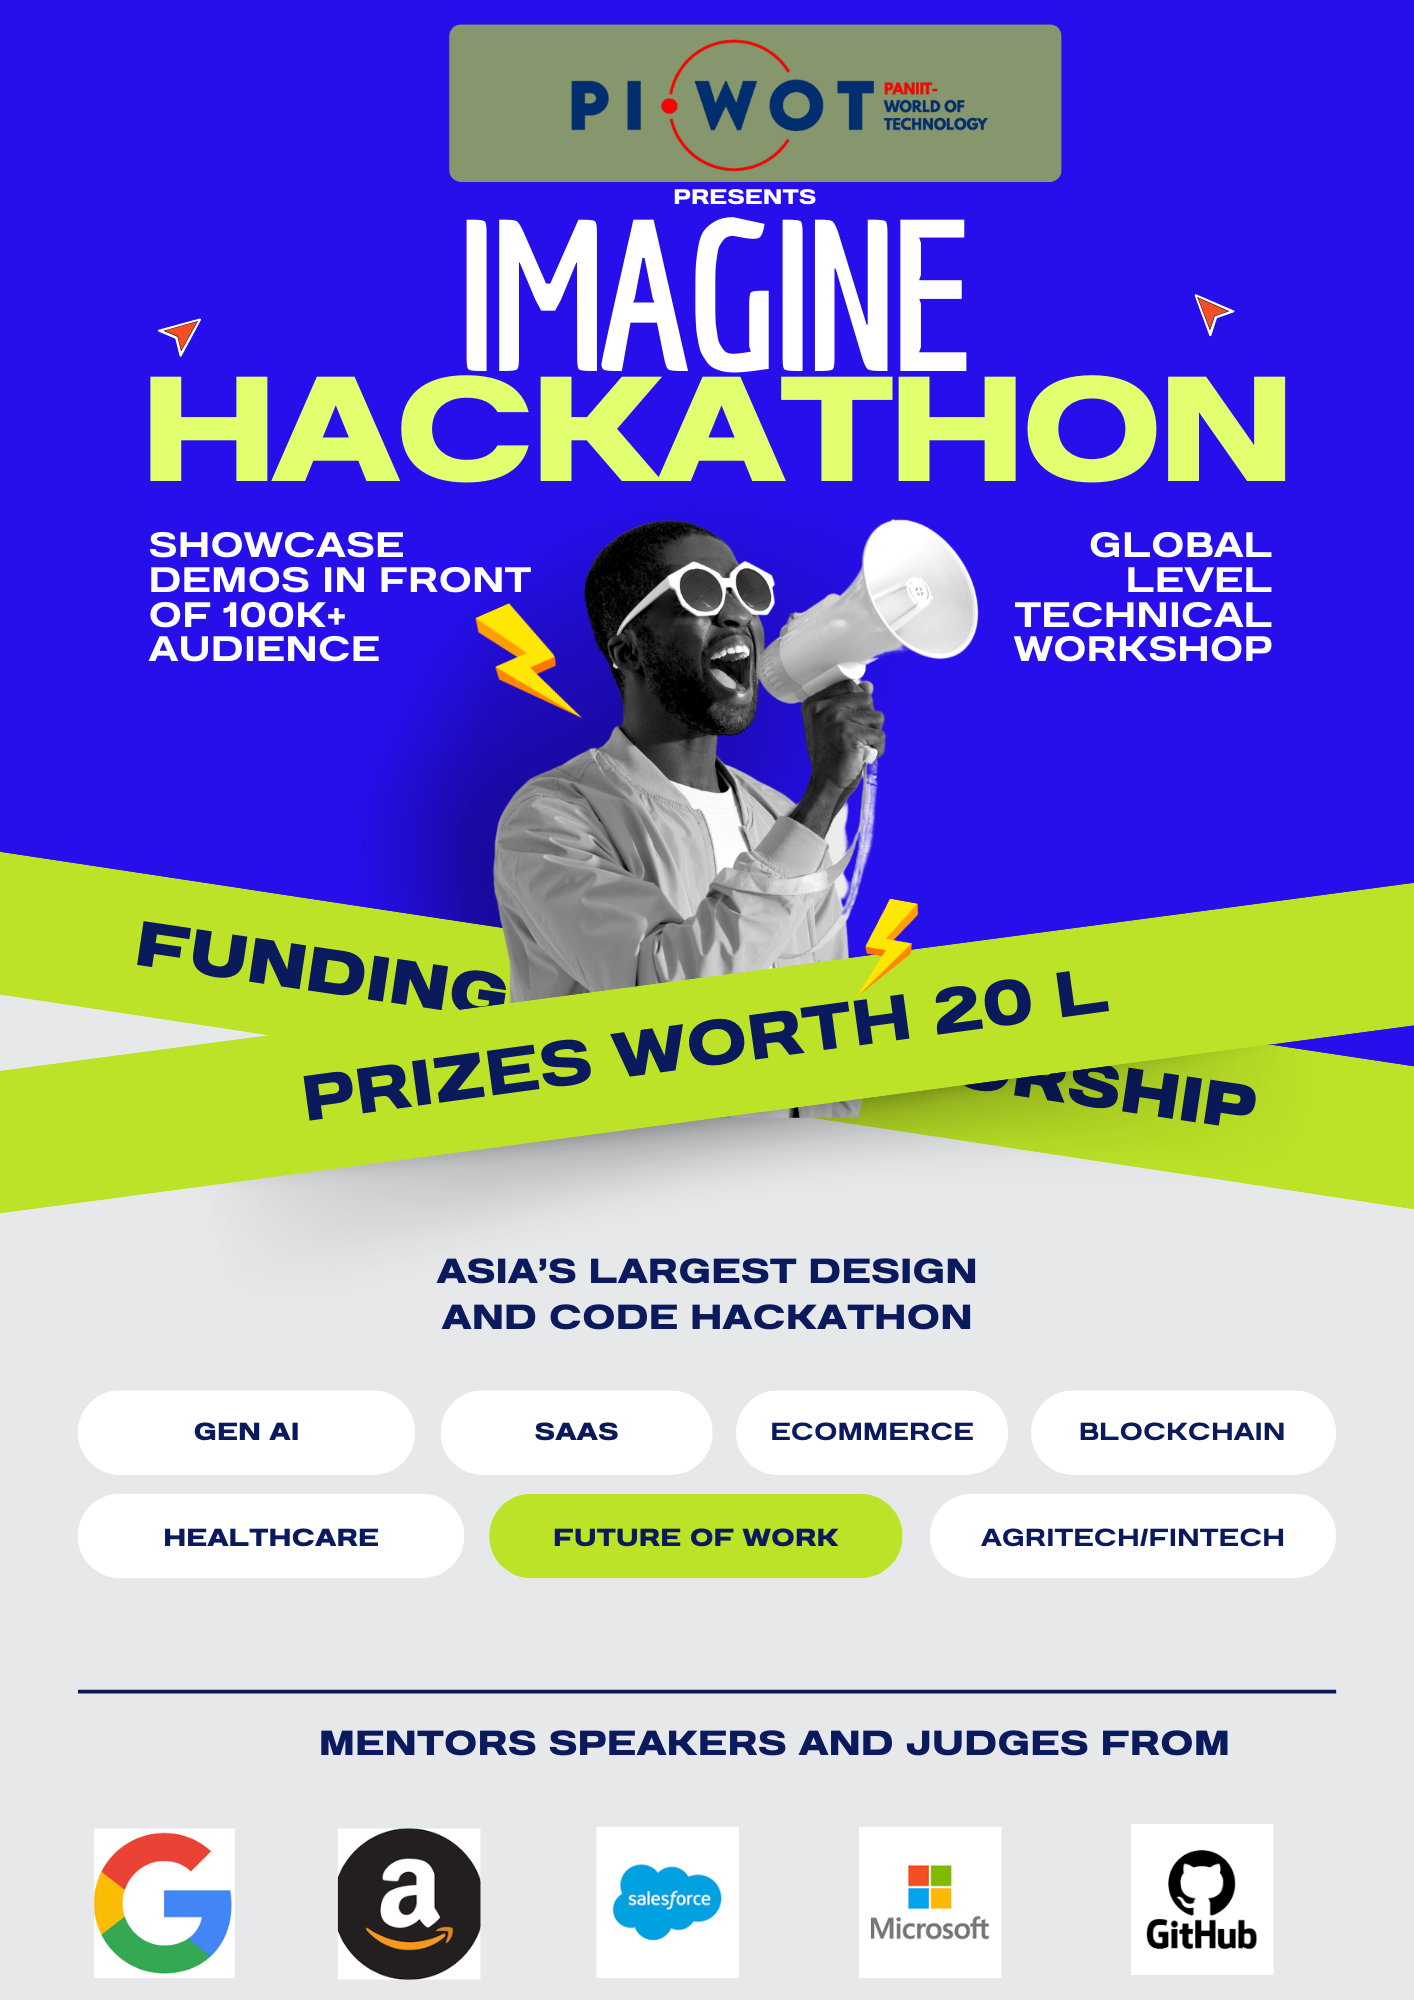 PI·WOT
PANIIT-
WORLD OF
TECHNOLOGY
PRESENTS
IMAGINE
HACKATHON
SHOWCASE
DEMOS IN FRONT
OF 100K+
AUDIENCE
GLOBAL
LEVEL
TECHNICAL
WORKSHOP
FUNDING
PRIZES WORTH 20 L
ASIA'S LARGEST DESIGN
AND CODE HACKATHON
GEN AI
SAAS
ECOMMERCE
BLOCKCHAIN
HEALTHCARE
FUTURE OF WORK
AGRITECH/FINTECH
MENTORS SPEAKERS AND JUDGES FROM
G
a
salesforce
Microsoft
GitHub